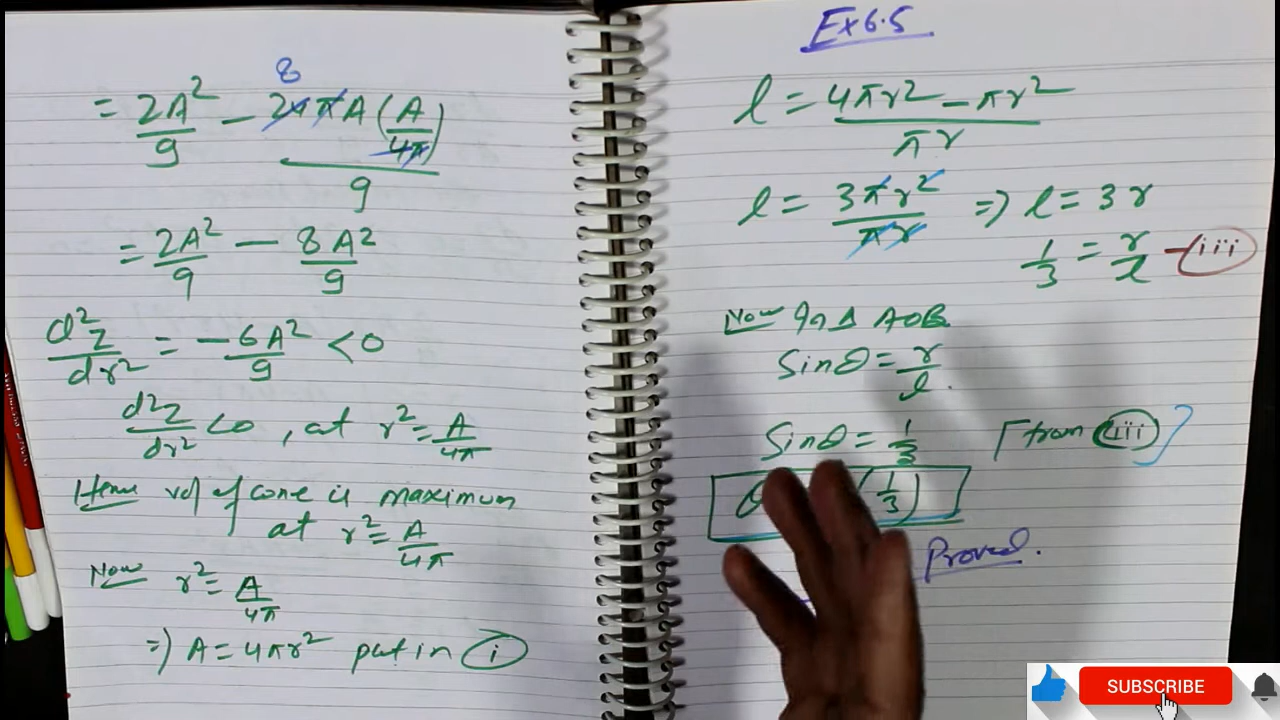 = 2A²/9 - 24πA(A/4π)/9
8
= 2A²/9 - 8A²/9
d²z/dr² = -6A²/9 < 0
d²z/dr² < 0, at r² = A/4π
Hence vol of cone is maximum
at r² = A/4π
Now r² = A/4π
=) A = 4πr² put in (i)
Ex 6.5
l = 4πr² - πr²/πr
l = 3πr²/πr =) l = 3r
1/3 = r/l - (iii)
Now In Δ AOB
Sinθ = r/l.
Sinθ = 1/3 [from (iii)]
θ (1/3)
Proved.
SUBSCRIBE